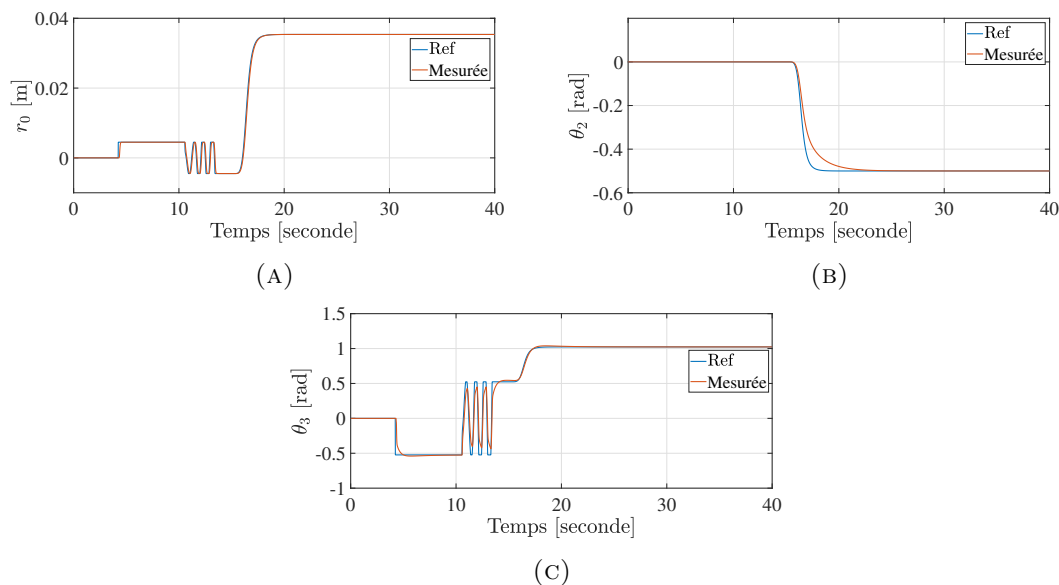 0.04
0.02
0
r0 [m]
Ref
Mesurée
0 10 20 30 40
Temps [seconde]
(A)
0
-0.2
-0.4
-0.6
θ2 [rad]
Ref
Mesurée
0 10 20 30 40
Temps [seconde]
(B)
1.5
1
0.5
0
-0.5
-1
θ3 [rad]
Ref
Mesurée
0 10 20 30 40
Temps [seconde]
(C)